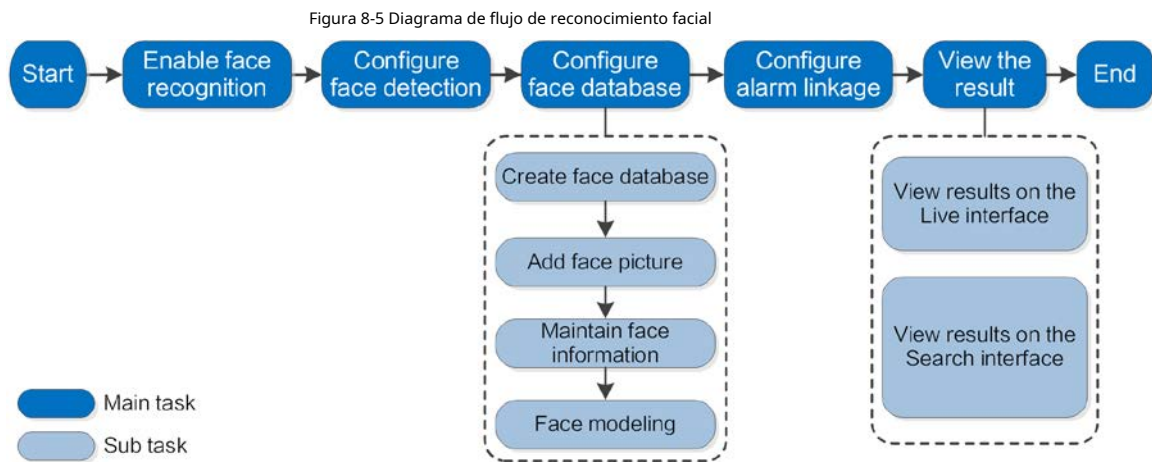 Figura 8-5 Diagrama de flujo de reconocimiento facial
Start
Enable face
recognition
Configure
face detection
Configure
face database
Configure
alarm linkage
View the
result
End
Create face database
Add face picture
Maintain face
information
Face modeling
View results on the
Live interface
View results on the
Search interface
Main task
Sub task